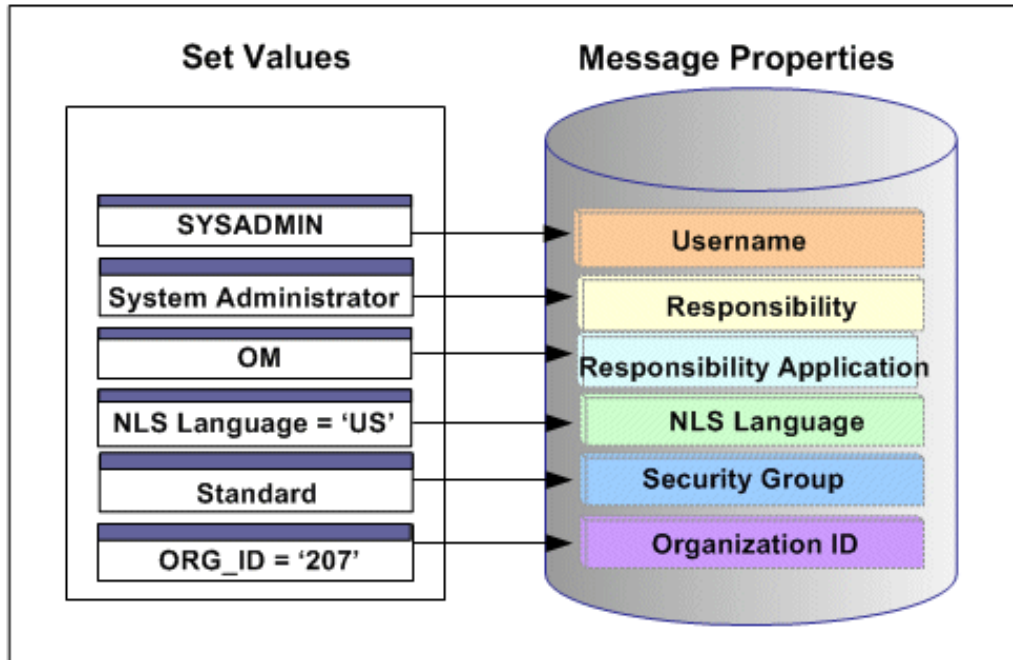 Set Values
Message Properties
SYSADMIN
Username
System Administrator
Responsibility
OM
Responsibility Application
NLS Language = ‘US’
NLS Language
Standard
Security Group
ORG_ID = ‘207’
Organization ID